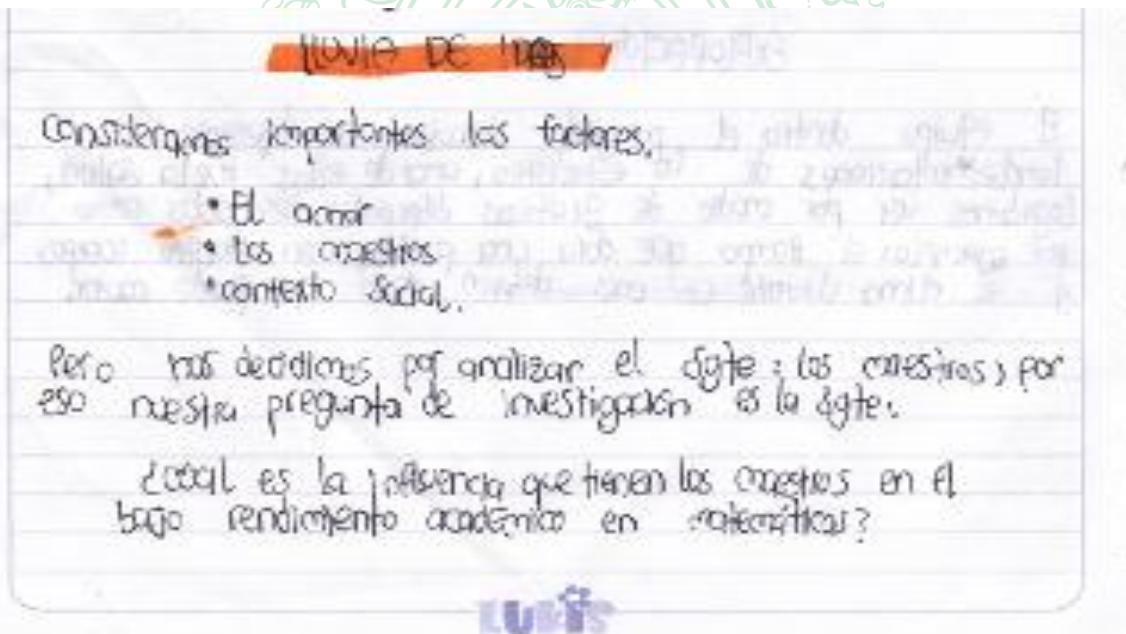 LLUVIA DE IDEAS
Consideramos importantes los factores.
• El amor
• Los maestros
• contexto social.
Pero nos decidimos por analizar el sgte: los maestros, por
eso nuestra pregunta de investigación es la sgte.
¿cúal es la influencia que tienen los maestros en el
bajo rendimiento académico en matemáticas?